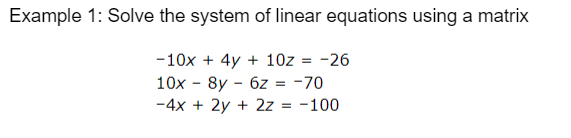 Example 1: Solve the system of linear equations using a matrix
-10x + 4y + 10z = -26
10x - 8y - 6z = -70
-4x + 2y + 2z = -100